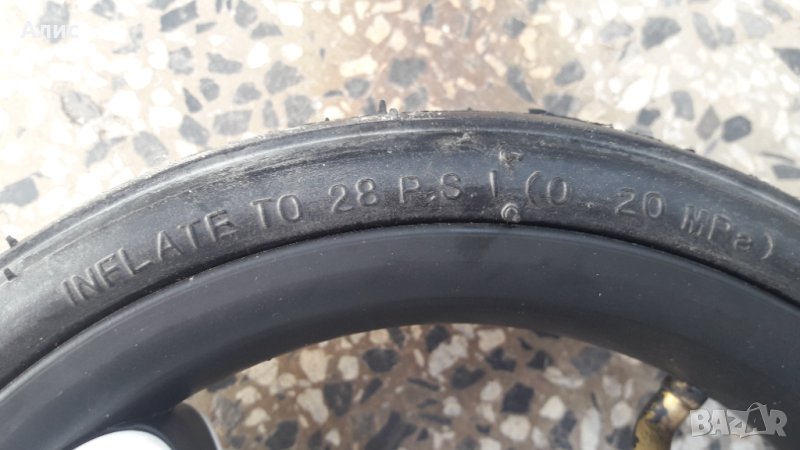 Алис
INFLATE TO 28 P.S.I (0 20 MPa)
BAZAR